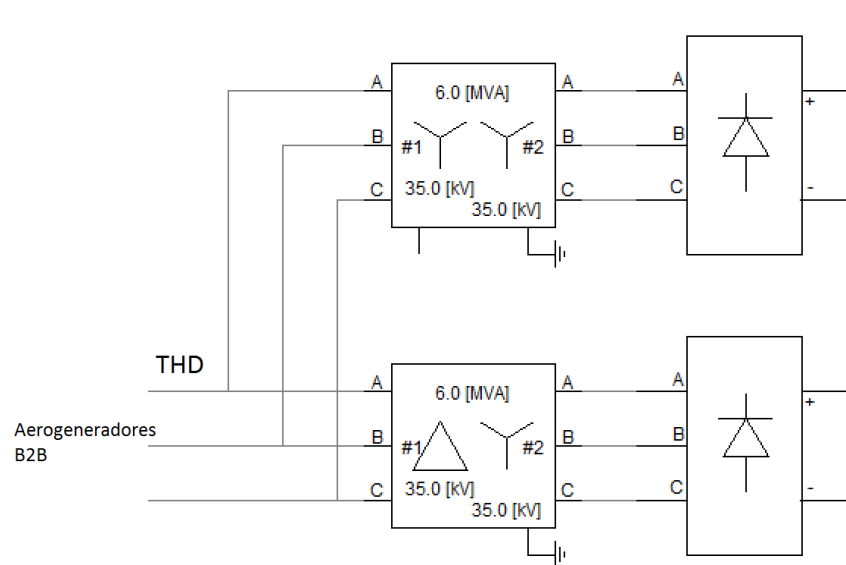 A 6.0 [MVA] A A
+
B #1 #2 B B
C 35.0 [kV] C C
-
35.0 [kV]
THD
A 6.0 [MVA] A A
+
Aerogeneradores
B2B
B #1 #2 B B
C 35.0 [kV] C C
-
35.0 [kV]